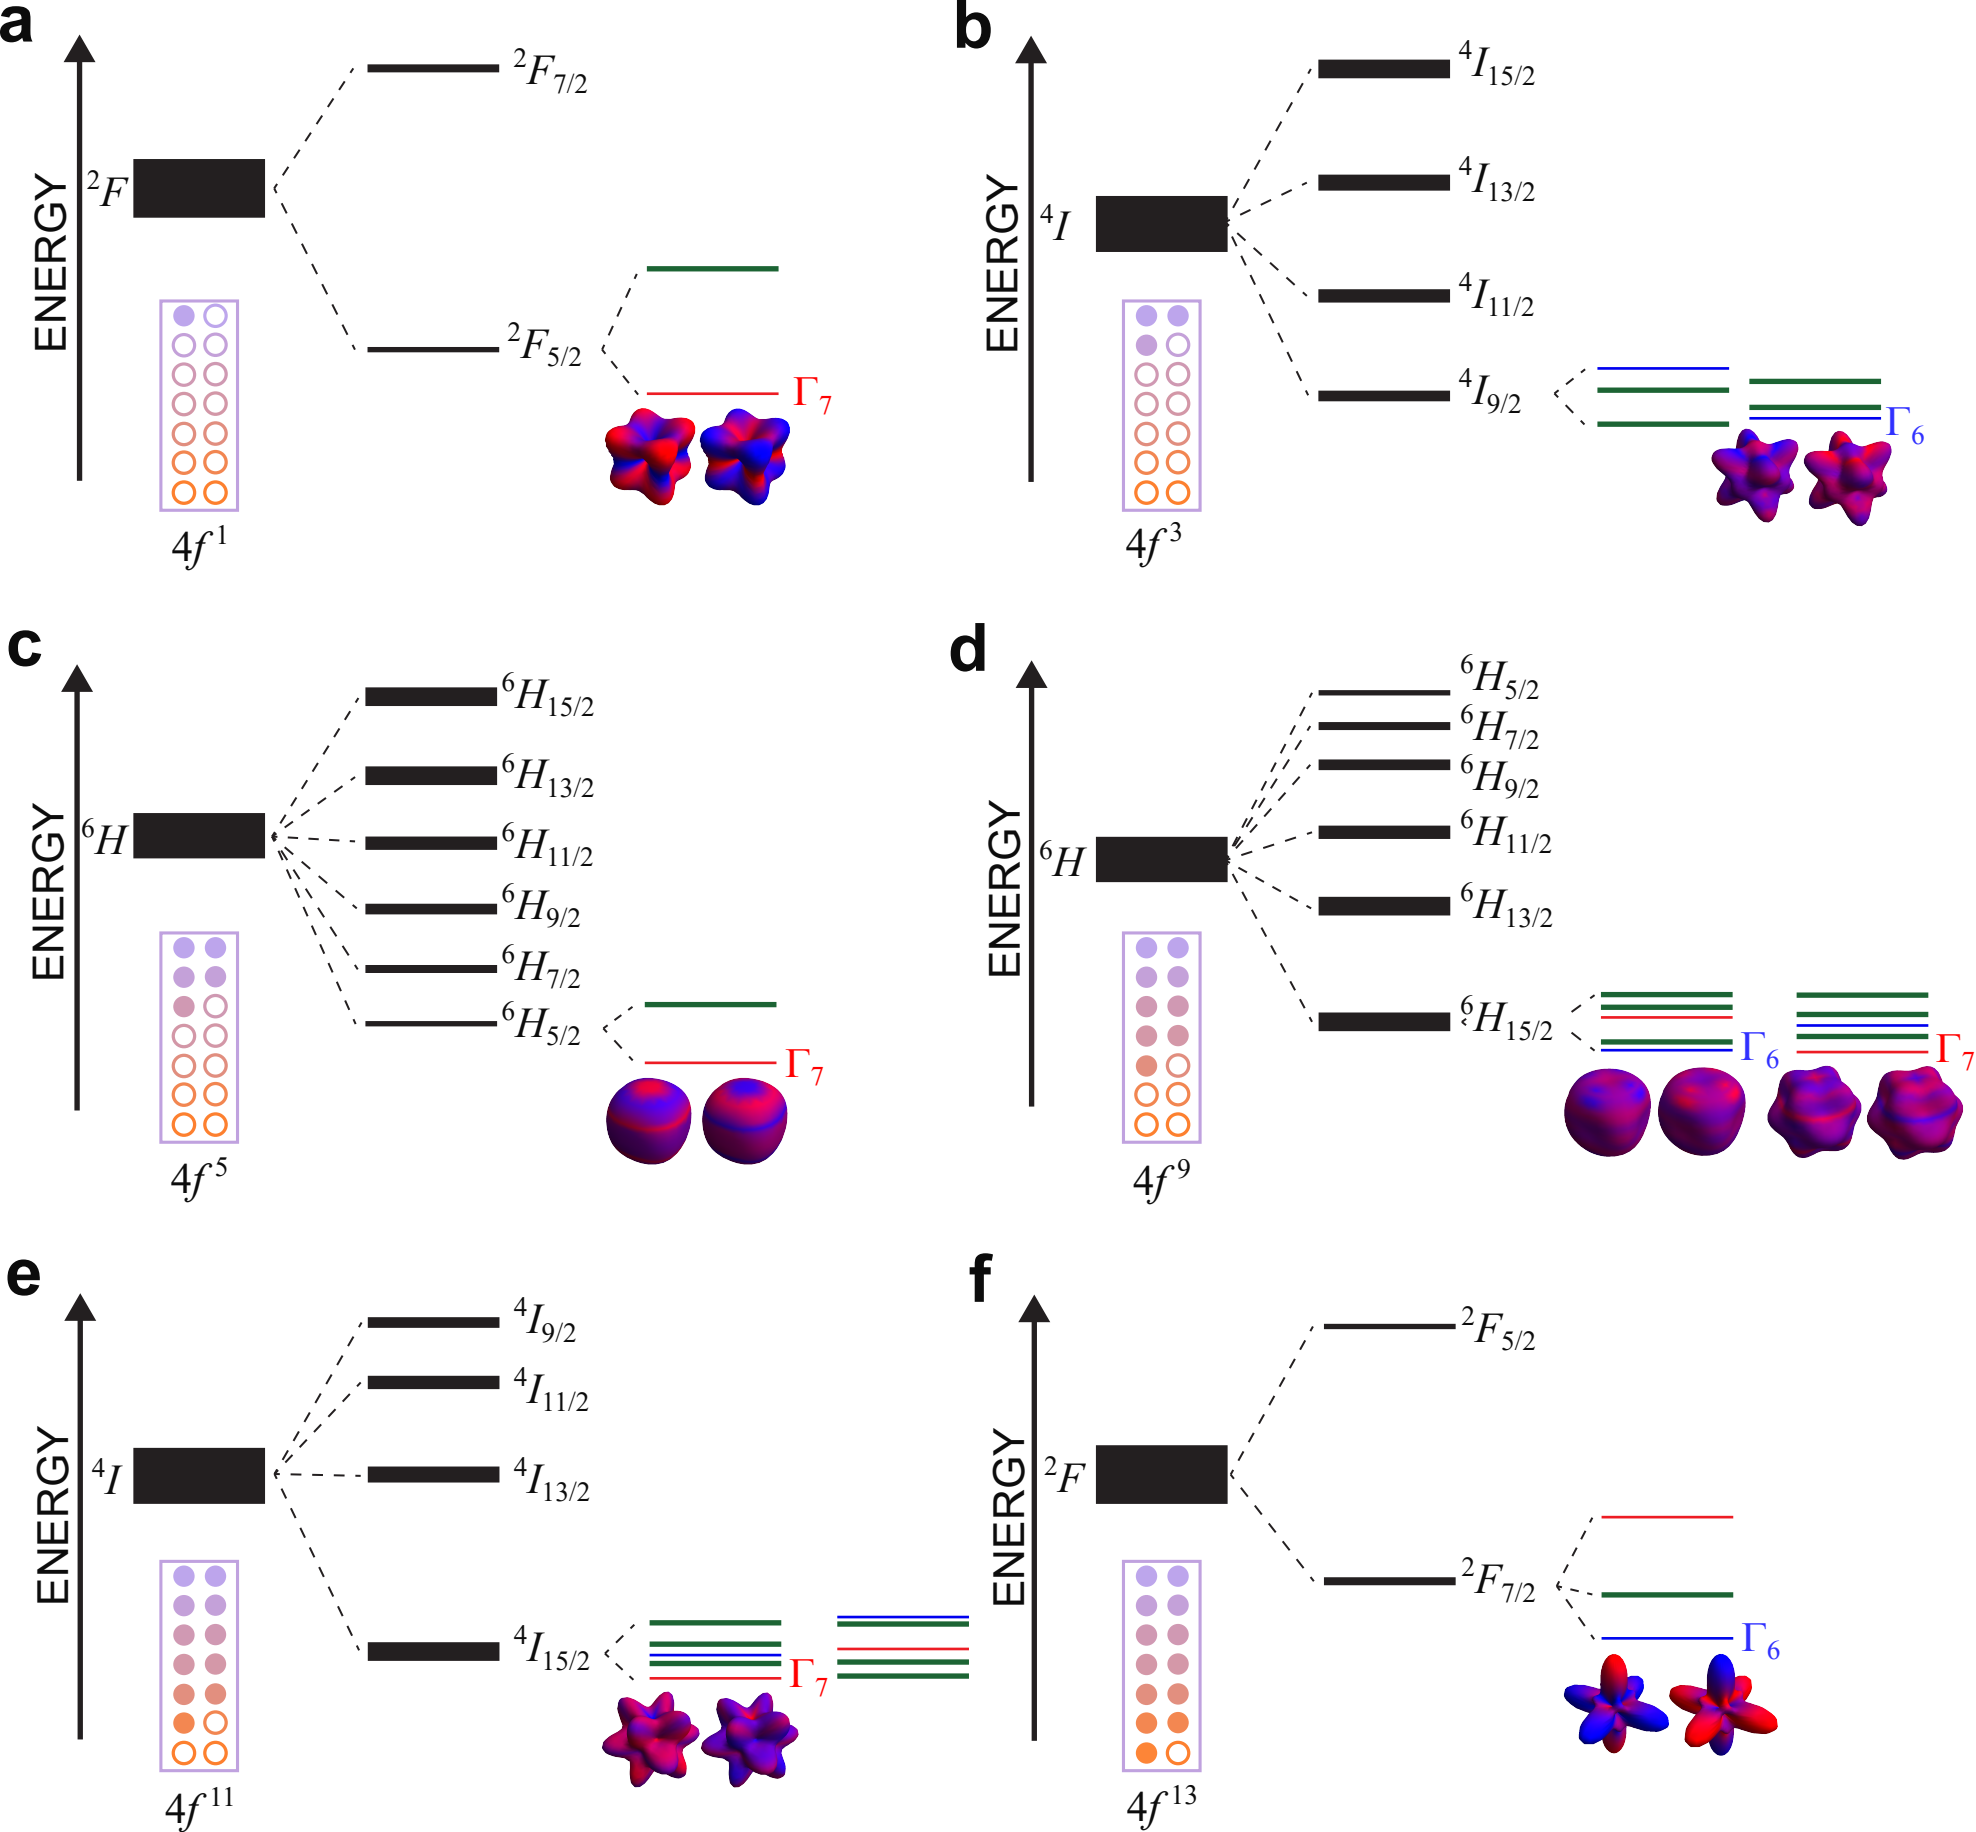 a
ENERGY
²F
²F₇/₂
²F₅/₂
Γ₇
4f¹
b
ENERGY
⁴I
⁴I₁₅/₂
⁴I₁₃/₂
⁴I₁₁/₂
⁴I₉/₂
Γ₆
4f³
c
ENERGY
⁶H
⁶H₁₅/₂
⁶H₁₃/₂
⁶H₁₁/₂
⁶H₉/₂
⁶H₇/₂
⁶H₅/₂
Γ₇
4f⁵
d
ENERGY
⁶H
⁶H₅/₂
⁶H₇/₂
⁶H₉/₂
⁶H₁₁/₂
⁶H₁₃/₂
⁶H₁₅/₂
Γ₆
Γ₇
4f⁹
e
ENERGY
⁴I
⁴I₉/₂
⁴I₁₁/₂
⁴I₁₃/₂
⁴I₁₅/₂
Γ₇
4f¹¹
f
ENERGY
²F
²F₅/₂
²F₇/₂
Γ₆
4f¹³